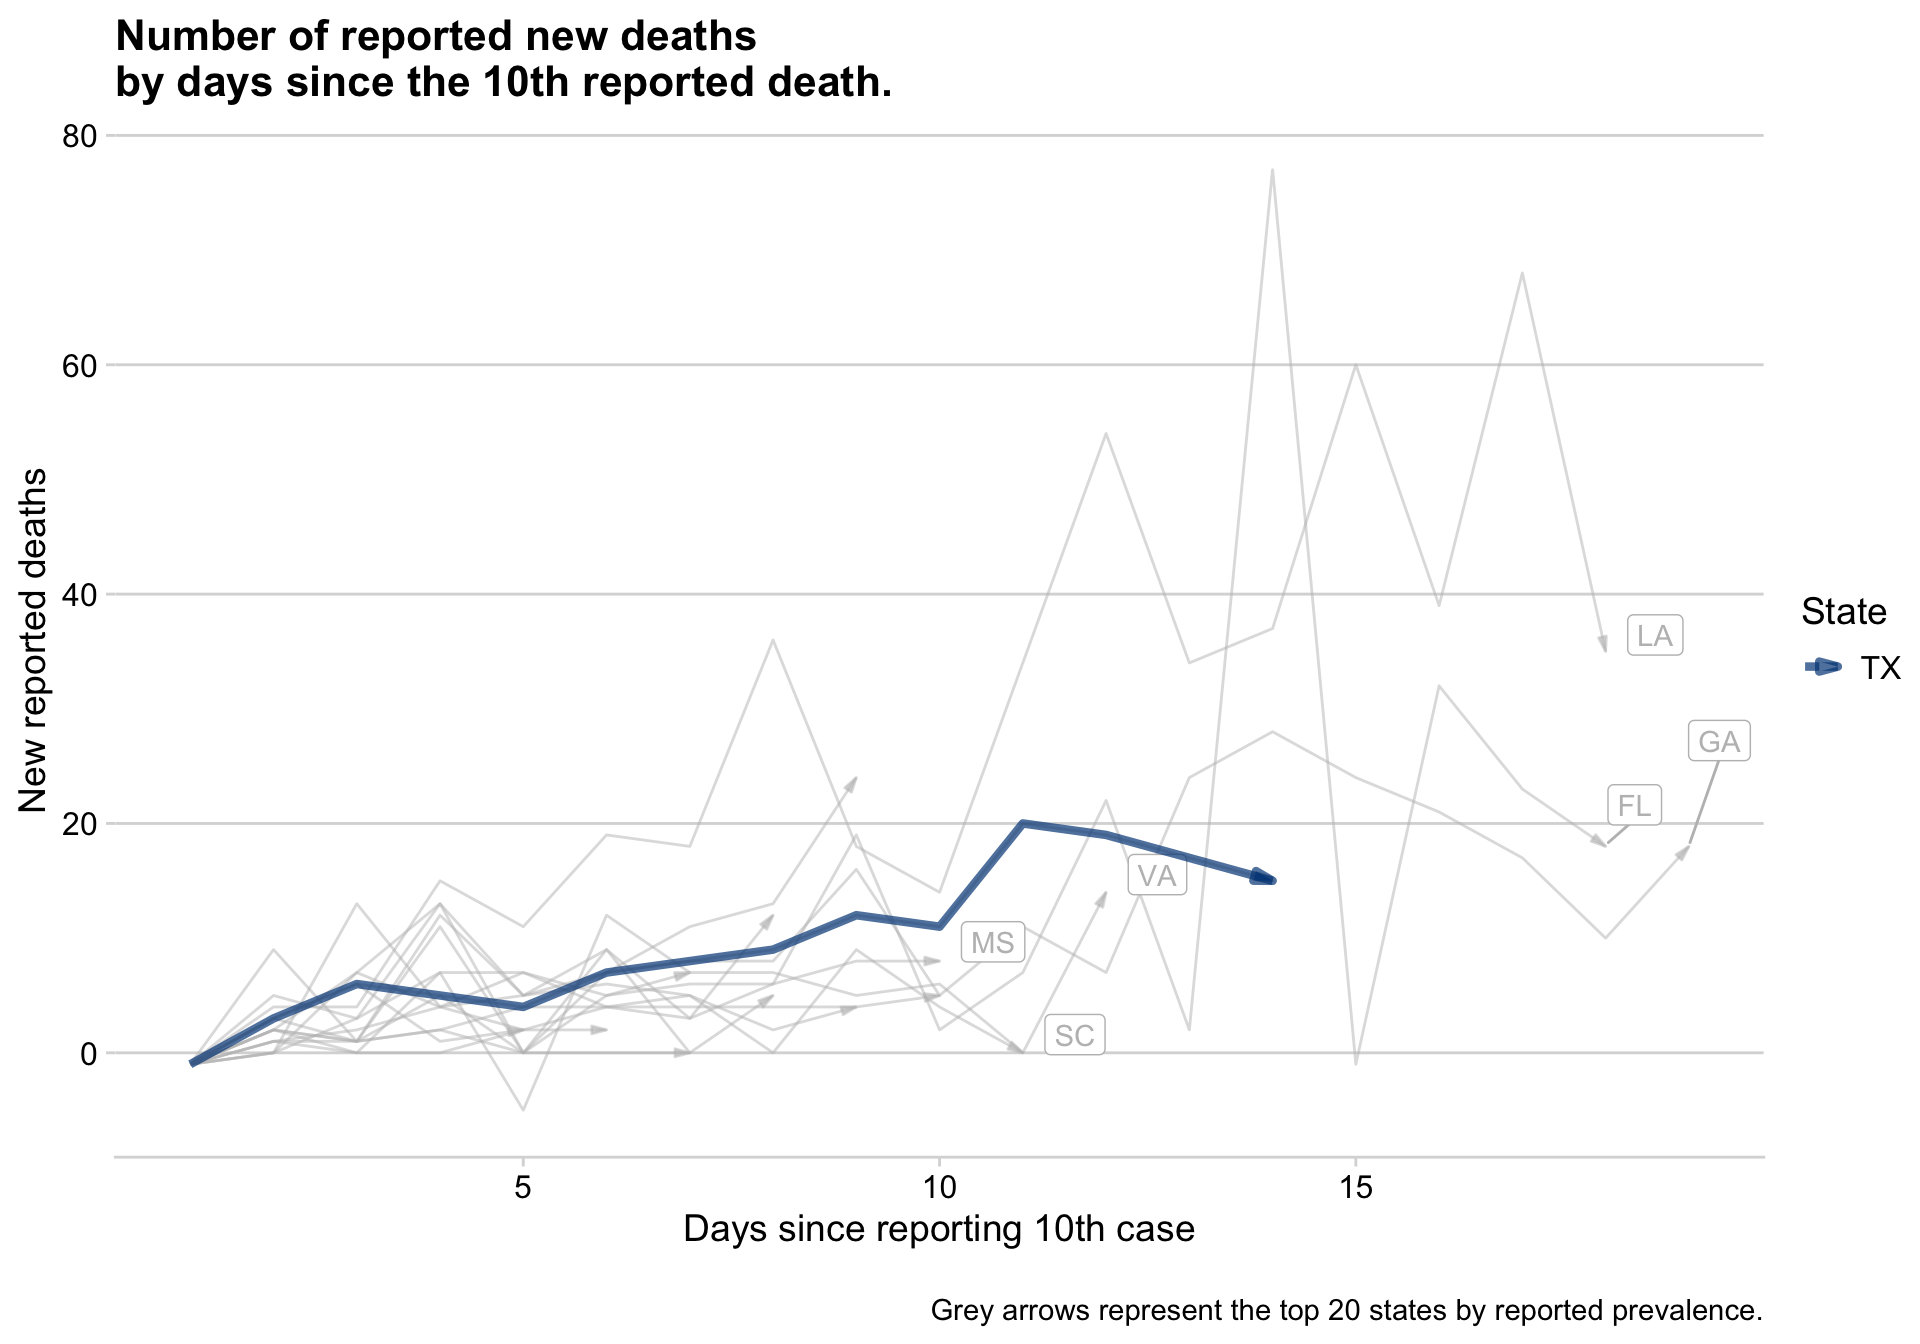 Number of reported new deaths
by days since the 10th reported death.
80
60
40
20
0
New reported deaths
LA
GA
FL
VA
MS
SC
State
TX
5
10
15
Days since reporting 10th case
Grey arrows represent the top 20 states by reported prevalence.